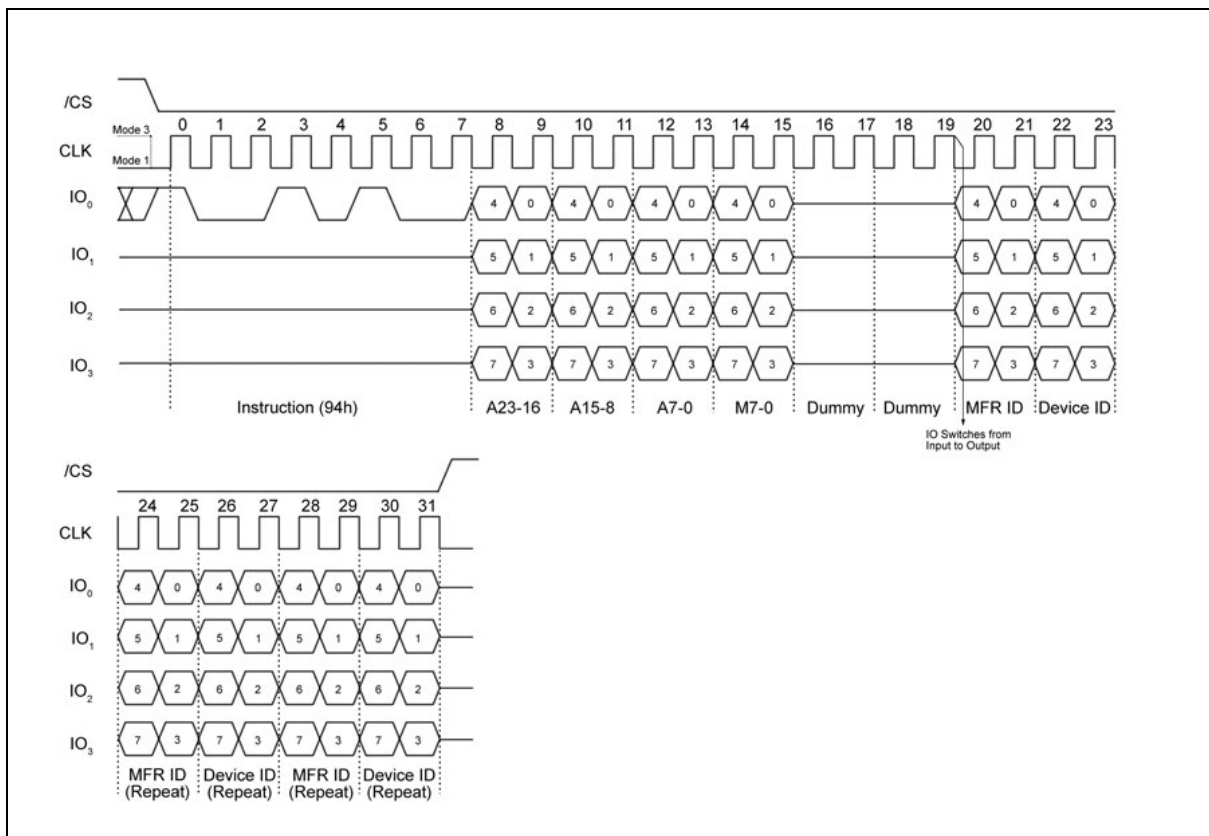 /CS
Mode 3
0 1 2 3 4 5 6 7 8 9 10 11 12 13 14 15 16 17 18 19 20 21 22 23
CLK
Mode 1
IO0 4 0 4 0 4 0 4 0 4 0 4 0
IO1 5 1 5 1 5 1 5 1 5 1 5 1
IO2 6 2 6 2 6 2 6 2 6 2 6 2
IO3 7 3 7 3 7 3 7 3 7 3 7 3
Instruction (94h) A23-16 A15-8 A7-0 M7-0 Dummy Dummy MFR ID Device ID
IO Switches from
Input to Output
/CS
24 25 26 27 28 29 30 31
CLK
IO0 4 0 4 0 4 0 4 0
IO1 5 1 5 1 5 1 5 1
IO2 6 2 6 2 6 2 6 2
IO3 7 3 7 3 7 3 7 3
MFR ID Device ID MFR ID Device ID
(Repeat) (Repeat) (Repeat) (Repeat)